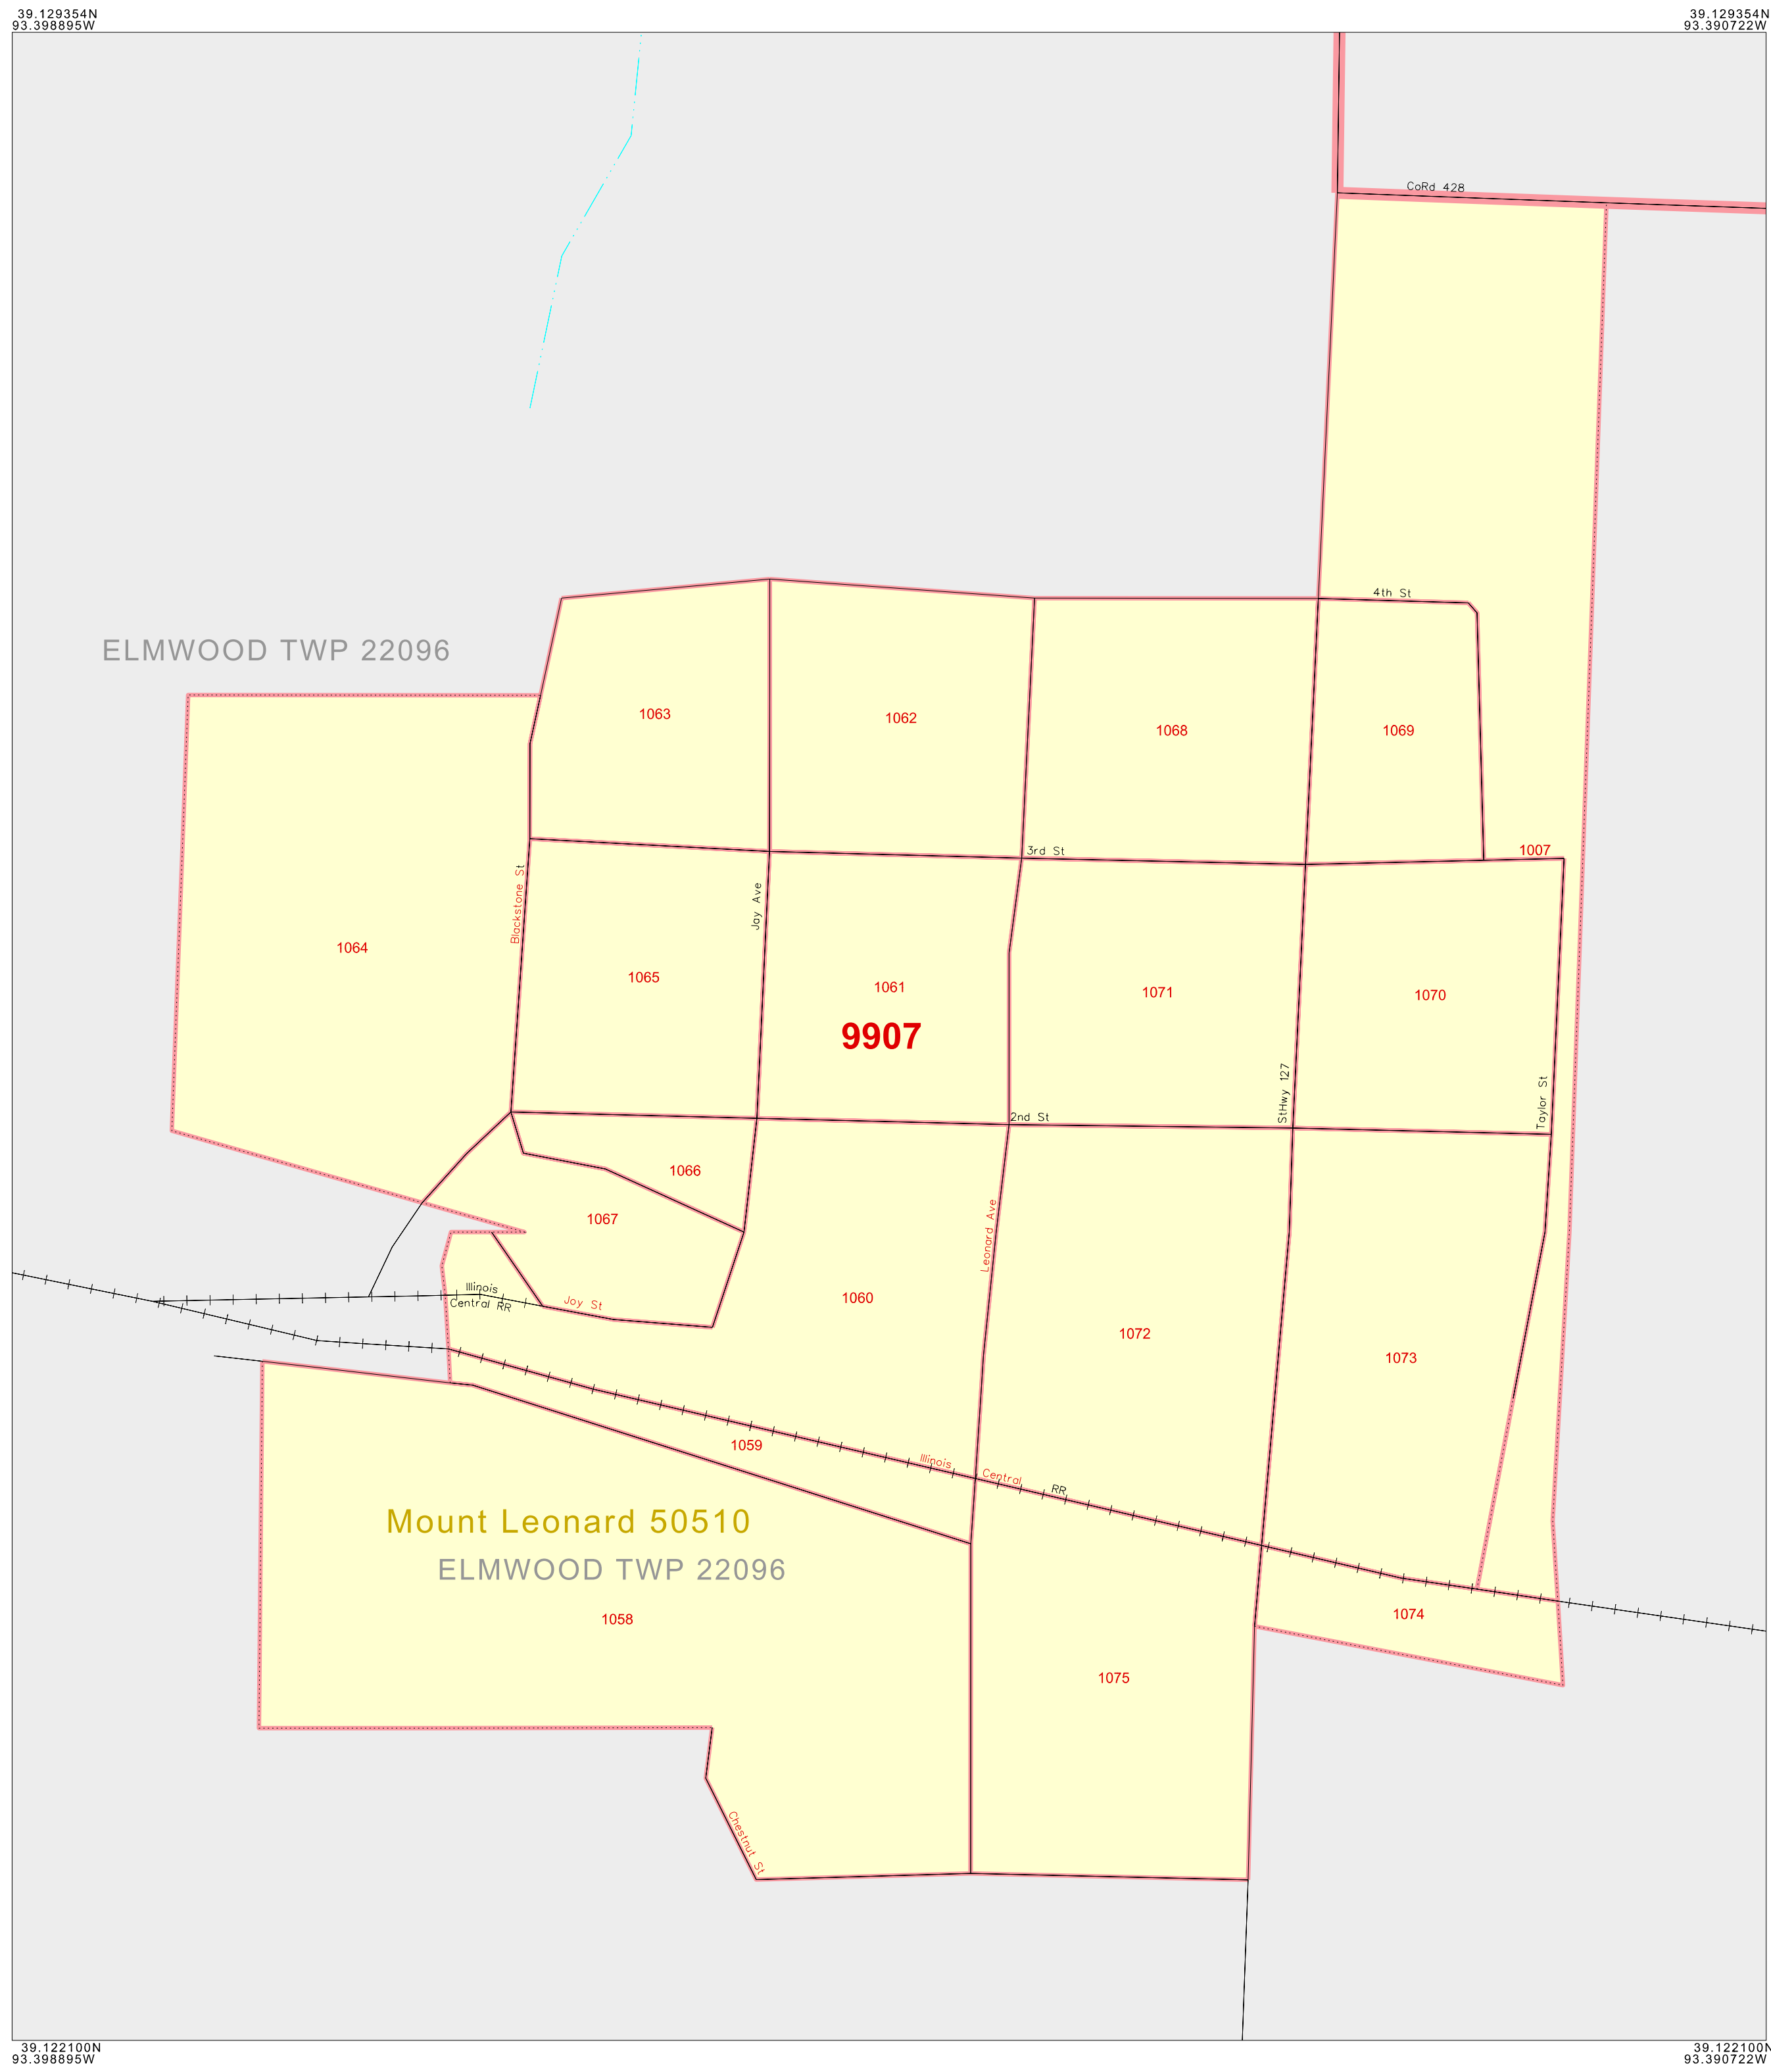 39.129354N
93.398895W
39.129354N
93.390722W
CoRd 428
4th St
ELMWOOD TWP 22096
1063
1062
1068
1069
3rd St
1007
Blackstone St
Jay Ave
1064
1065
1061
1071
1070
9907
StHwy 127
Taylor St
2nd St
1066
1067
Leonard Ave
Illinois
Central RR
Joy St
1060
1072
1073
1059
Illinois Central RR
Mount Leonard 50510
ELMWOOD TWP 22096
1058
1074
1075
Chestnut St
39.122100N
93.398895W
39.122100N
93.390722W